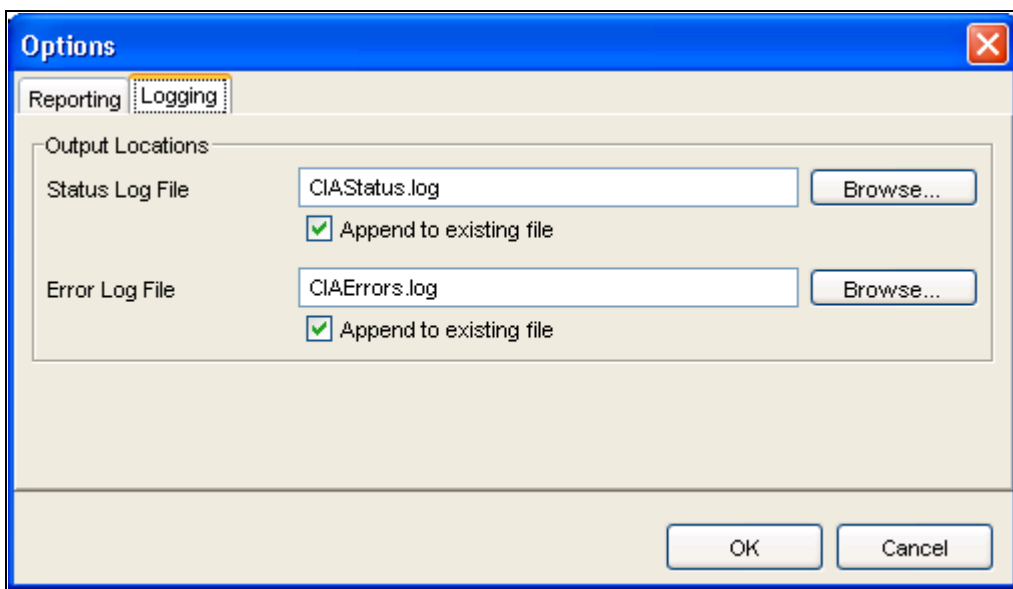 Options
Reporting Logging
Output Locations
Status Log File CIAStatus.log Browse...
Append to existing file
Error Log File CIAErrors.log Browse...
Append to existing file
OK Cancel